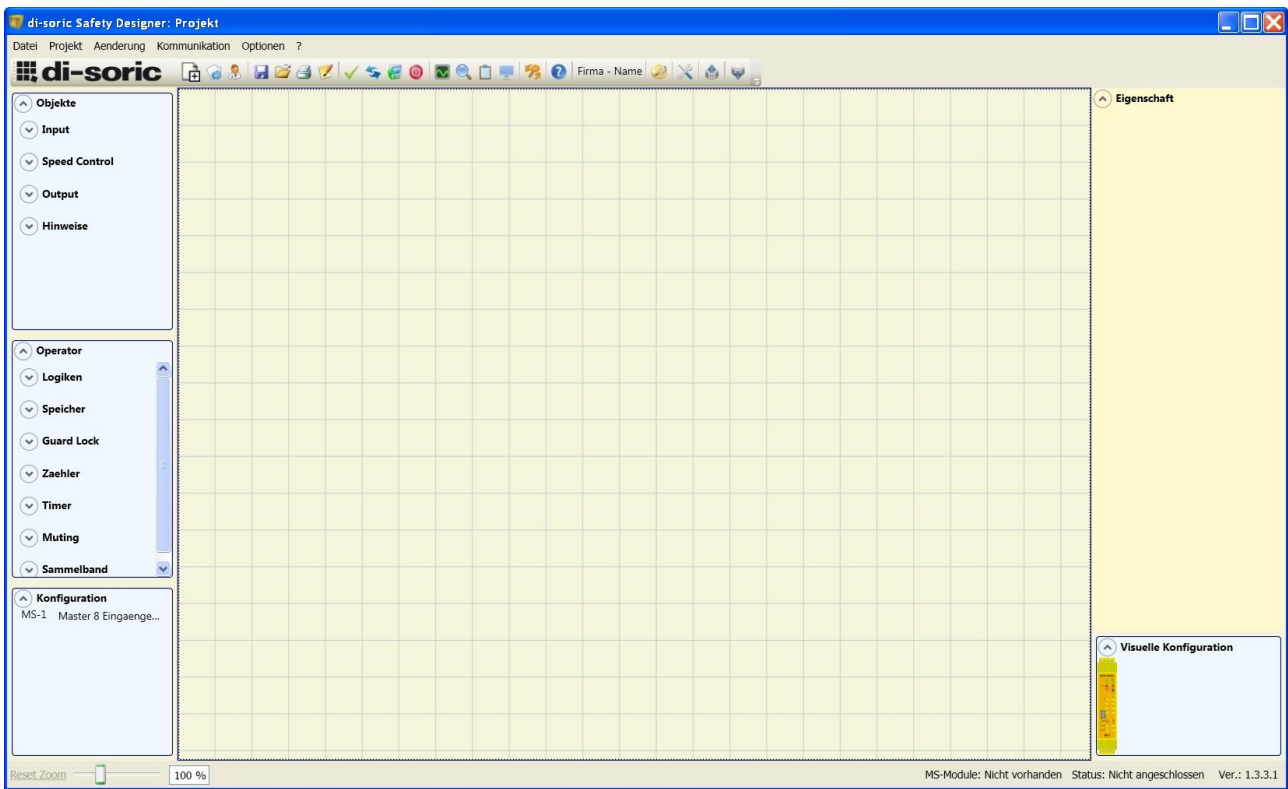 di-soric Safety Designer: Projekt
Datei Projekt Aenderung Kommunikation Optionen ?
di-soric Firma - Name
Objekte
Input
Speed Control
Output
Hinweise
Operator
Logiken
Speicher
Guard Lock
Zaehler
Timer
Muting
Sammelband
Konfiguration
MS-1 Master 8 Eingaenge...
Eigenschaft
Visuelle Konfiguration
Reset Zoom 100 % MS-Module: Nicht vorhanden Status: Nicht angeschlossen Ver.: 1.3.3.1